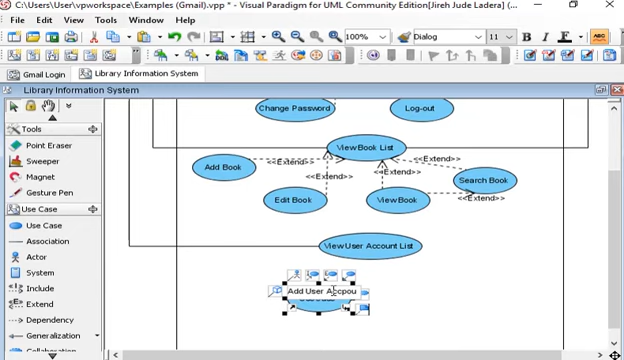 C:\Users\User\vpworkspace\Examples (Gmail).vpp * - Visual Paradigm for UML Community Edition[Jireh Jude Ladera] (...
File Edit View Tools Window Help
100% Dialog 11 B I F ABC
Gmail Login Library Information System
Library Information System
Tools
Point Eraser
Sweeper
Magnet
Gesture Pen
Use Case
Use Case
Association
Actor
System
Include
Extend
Dependency
Generalization
Collaboration
Change Password Log-out
View Book List
Add Book <<Extend>> <<Extend>>
<<Extend>> <<Extend>> Search Book
Edit Book View Book <<Extend>>
View User Account List
Add User Accpou